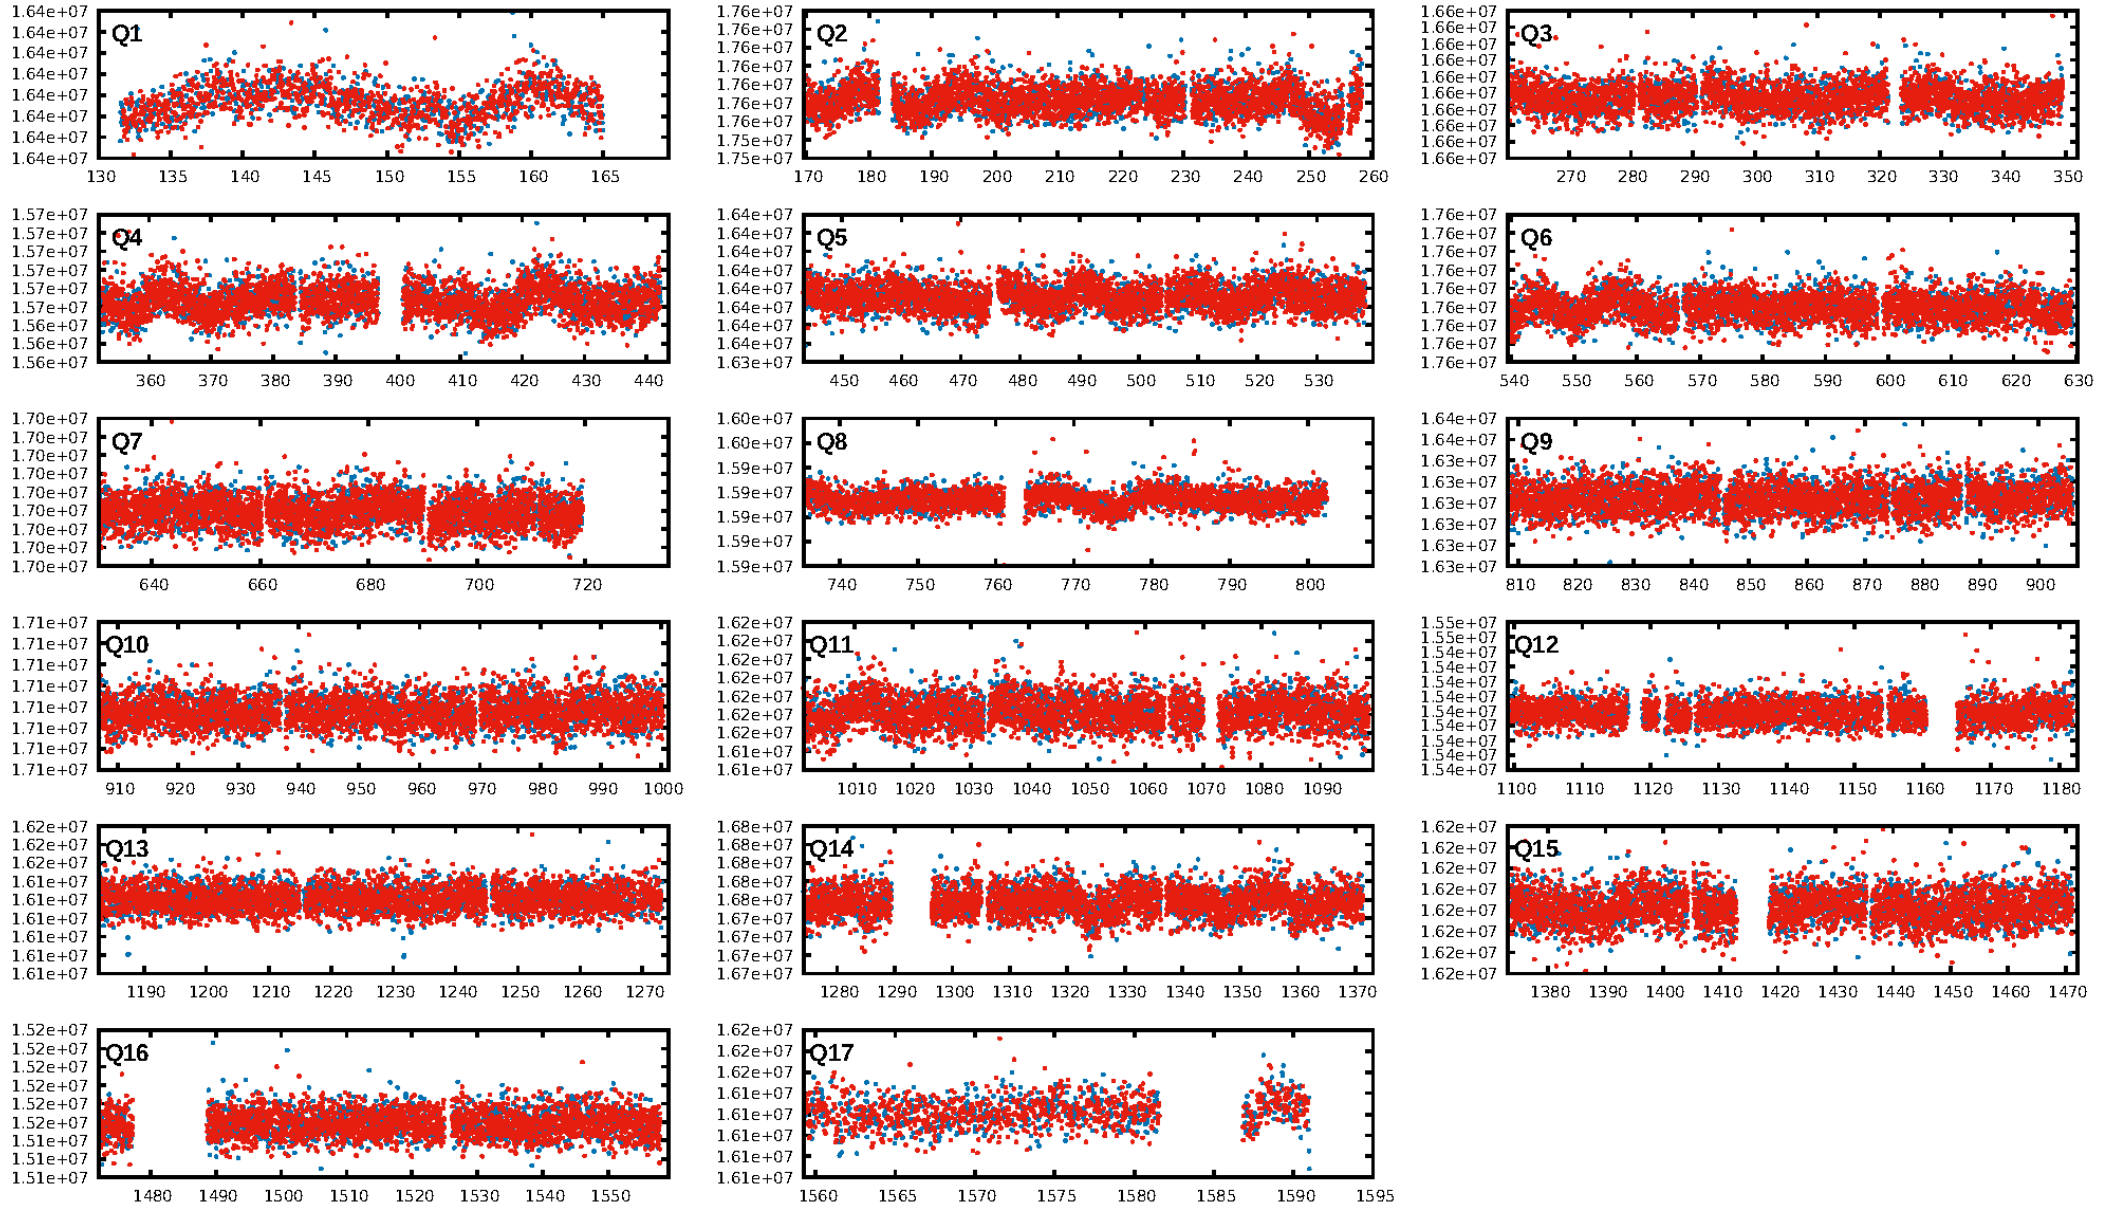 1.64e+07
1.64e+07
1.64e+07
1.64e+07
1.64e+07
1.64e+07
1.64e+07
1.64e+07
Q1
130 135 140 145 150 155 160 165
1.76e+07
1.76e+07
1.76e+07
1.76e+07
1.76e+07
1.76e+07
1.76e+07
1.75e+07
1.75e+07
Q2
170 180 190 200 210 220 230 240 250 260
1.66e+07
1.66e+07
1.66e+07
1.66e+07
1.66e+07
1.66e+07
1.66e+07
1.66e+07
1.66e+07
1.66e+07
Q3
270 280 290 300 310 320 330 340 350
1.57e+07
1.57e+07
1.57e+07
1.57e+07
1.57e+07
1.57e+07
1.56e+07
1.56e+07
1.56e+07
Q4
360 370 380 390 400 410 420 430 440
1.64e+07
1.64e+07
1.64e+07
1.64e+07
1.64e+07
1.64e+07
1.64e+07
1.64e+07
1.63e+07
Q5
450 460 470 480 490 500 510 520 530
1.76e+07
1.76e+07
1.76e+07
1.76e+07
1.76e+07
1.76e+07
1.76e+07
1.76e+07
1.76e+07
Q6
540 550 560 570 580 590 600 610 620 630
1.70e+07
1.70e+07
1.70e+07
1.70e+07
1.70e+07
1.70e+07
1.70e+07
1.70e+07
1.70e+07
Q7
640 660 680 700 720
1.60e+07
1.60e+07
1.59e+07
1.59e+07
1.59e+07
1.59e+07
1.59e+07
Q8
740 750 760 770 780 790 800
1.64e+07
1.64e+07
1.63e+07
1.63e+07
1.63e+07
1.63e+07
1.63e+07
1.63e+07
Q9
810 820 830 840 850 860 870 880 890 900
1.71e+07
1.71e+07
1.71e+07
1.71e+07
1.71e+07
1.71e+07
1.71e+07
1.71e+07
Q10
910 920 930 940 950 960 970 980 990 1000
1.62e+07
1.62e+07
1.62e+07
1.62e+07
1.62e+07
1.62e+07
1.62e+07
1.61e+07
1.61e+07
Q11
1010 1020 1030 1040 1050 1060 1070 1080 1090
1.55e+07
1.55e+07
1.54e+07
1.54e+07
1.54e+07
1.54e+07
1.54e+07
1.54e+07
1.54e+07
1.54e+07
1.54e+07
Q12
1100 1110 1120 1130 1140 1150 1160 1170 1180
1.62e+07
1.62e+07
1.62e+07
1.61e+07
1.61e+07
1.61e+07
1.61e+07
1.61e+07
1.61e+07
Q13
1190 1200 1210 1220 1230 1240 1250 1260 1270
1.68e+07
1.68e+07
1.68e+07
1.68e+07
1.68e+07
1.67e+07
1.67e+07
1.67e+07
1.67e+07
Q14
1280 1290 1300 1310 1320 1330 1340 1350 1360 1370
1.62e+07
1.62e+07
1.62e+07
1.62e+07
1.62e+07
1.62e+07
1.62e+07
1.62e+07
Q15
1380 1390 1400 1410 1420 1430 1440 1450 1460 1470
1.52e+07
1.52e+07
1.52e+07
1.52e+07
1.52e+07
1.52e+07
1.51e+07
1.51e+07
1.51e+07
Q16
1480 1490 1500 1510 1520 1530 1540 1550
1.62e+07
1.62e+07
1.61e+07
1.61e+07
1.61e+07
1.61e+07
1.61e+07
1.61e+07
Q17
1560 1565 1570 1575 1580 1585 1590 1595